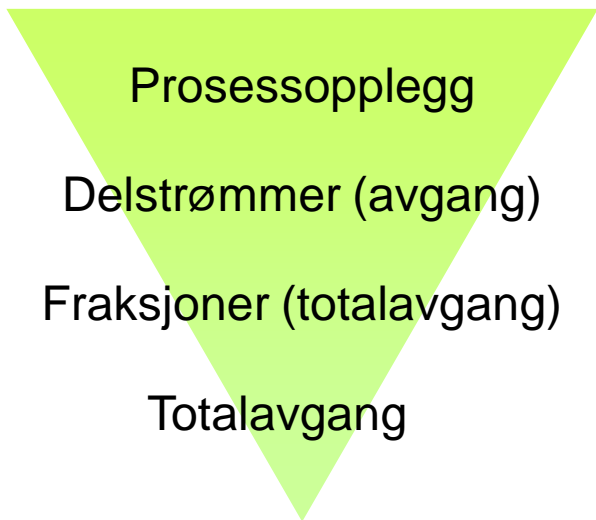 Prosessopplegg
Delstrømmer (avgang)
Fraksjoner (totalavgang)
Totalavgang